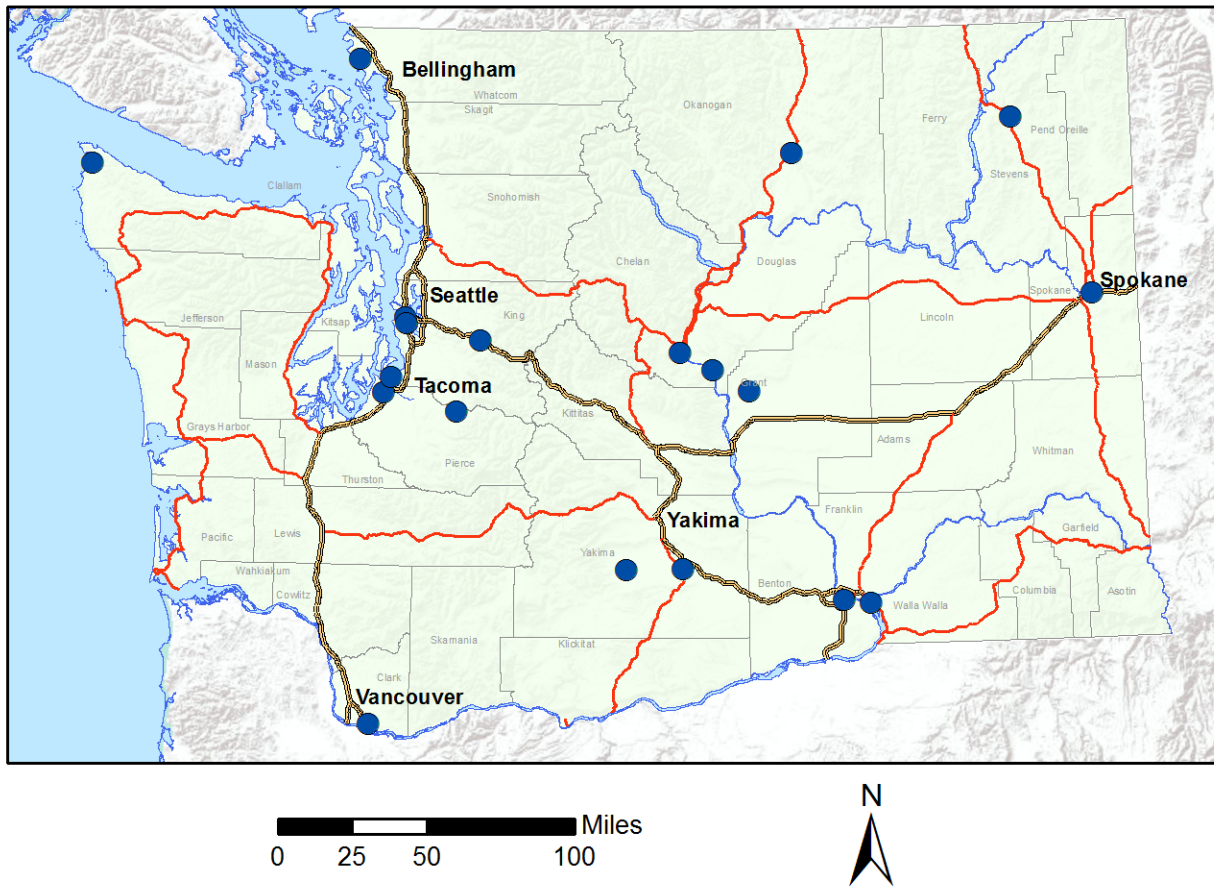 Bellingham
Whatcom
Skagit
Okanogan
Ferry
Pend Oreille
Stevens
Clallam
Snohomish
Chelan
Douglas
Spokane
Spokane
Seattle
King
Kitsap
Jefferson
Lincoln
Mason
Tacoma
Grant
Kittitas
Grays Harbor
Adams
Whitman
Pierce
Thurston
Yakima
Franklin
Garfield
Pacific
Lewis
Yakima
Benton
Wahkiakum
Cowlitz
Walla Walla
Columbia
Asotin
Skamania
Klickitat
Clark
Vancouver
N
Miles
0 25 50 100